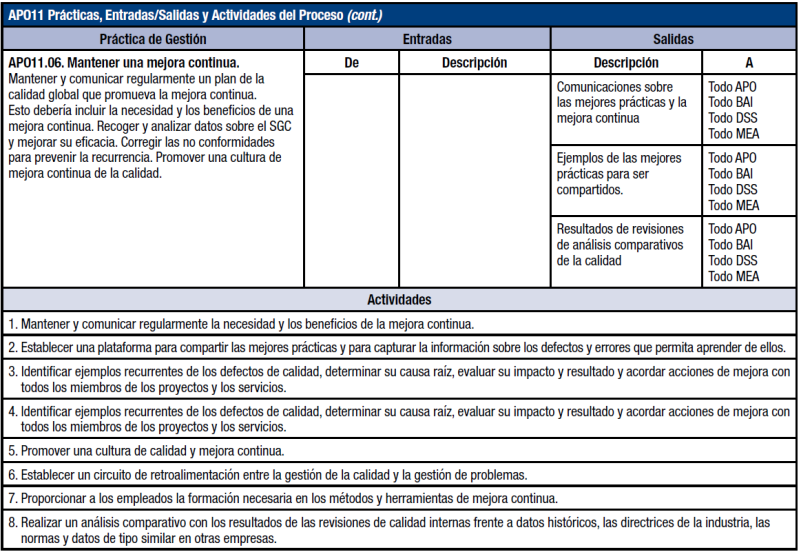 APO11 Prácticas, Entradas/Salidas y Actividades del Proceso (cont.)
Práctica de Gestión
Entradas
Salidas
APO11.06. Mantener una mejora continua.
Mantener y comunicar regularmente un plan de la
calidad global que promueva la mejora continua.
Esto debería incluir la necesidad y los beneficios de una
mejora continua. Recoger y analizar datos sobre el SGC
y mejorar su eficacia. Corregir las no conformidades
para prevenir la recurrencia. Promover una cultura de
mejora continua de la calidad.
De
Descripción
Descripción
A
Comunicaciones sobre
las mejores prácticas y la
mejora continua
Todo APO
Todo BAI
Todo DSS
Todo MEA
Ejemplos de las mejores
prácticas para ser
compartidos.
Todo APO
Todo BAI
Todo DSS
Todo MEA
Resultados de revisiones
de análisis comparativos
de la calidad
Todo APO
Todo BAI
Todo DSS
Todo MEA
Actividades
1. Mantener y comunicar regularmente la necesidad y los beneficios de la mejora continua.
2. Establecer una plataforma para compartir las mejores prácticas y para capturar la información sobre los defectos y errores que permita aprender de ellos.
3. Identificar ejemplos recurrentes de los defectos de calidad, determinar su causa raíz, evaluar su impacto y resultado y acordar acciones de mejora con
todos los miembros de los proyectos y los servicios.
4. Identificar ejemplos recurrentes de los defectos de calidad, determinar su causa raíz, evaluar su impacto y resultado y acordar acciones de mejora con
todos los miembros de los proyectos y los servicios.
5. Promover una cultura de calidad y mejora continua.
6. Establecer un circuito de retroalimentación entre la gestión de la calidad y la gestión de problemas.
7. Proporcionar a los empleados la formación necesaria en los métodos y herramientas de mejora continua.
8. Realizar un análisis comparativo con los resultados de las revisiones de calidad internas frente a datos históricos, las directrices de la industria, las
normas y datos de tipo similar en otras empresas.